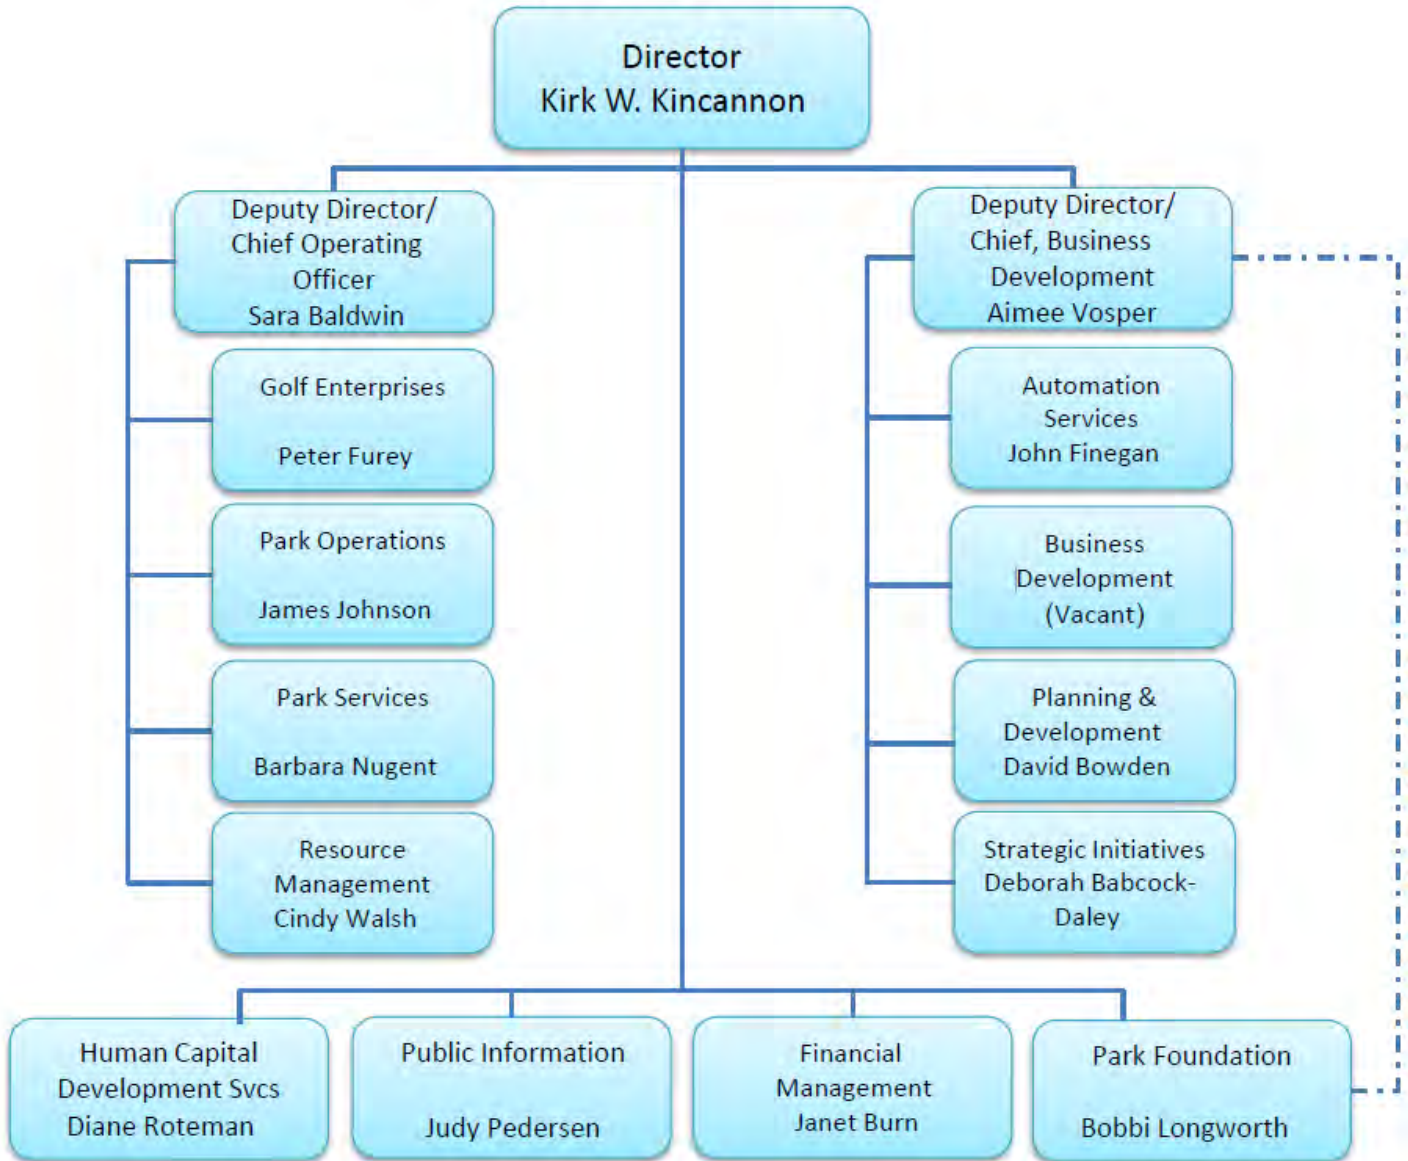 Director
Kirk W. Kincannon
Deputy Director/
Chief Operating
Officer
Sara Baldwin
Golf Enterprises
Peter Furey
Park Operations
James Johnson
Park Services
Barbara Nugent
Resource
Management
Cindy Walsh
Deputy Director/
Chief, Business
Development
Aimee Vosper
Automation
Services
John Finegan
Business
Development
(Vacant)
Planning &
Development
David Bowden
Strategic Initiatives
Deborah Babcock-
Daley
Human Capital
Development Svcs
Diane Roteman
Public Information
Judy Pedersen
Financial
Management
Janet Burn
Park Foundation
Bobbi Longworth